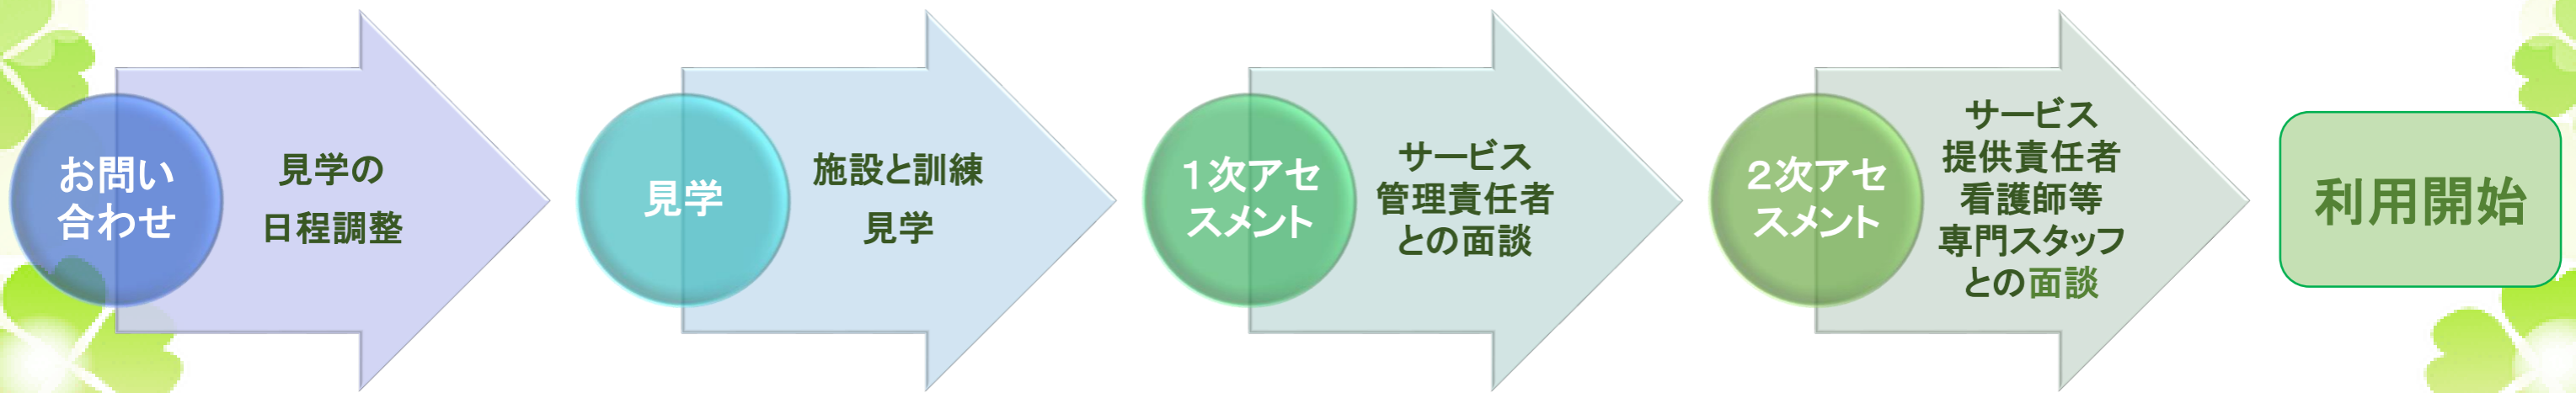 お問い
合わせ
見学の
日程調整
見学
施設と訓練
見学
１次アセ
スメント
サービス
管理責任者
との面談
２次アセ
スメント
サービス
提供責任者
看護師等
専門スタッフ
との面談
利用開始